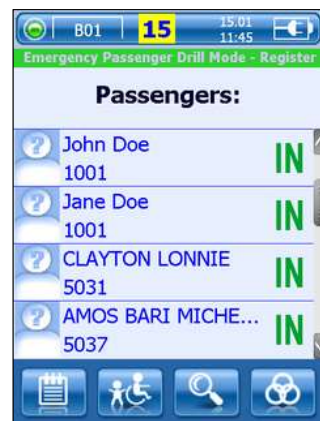 B01 15 15.01
11:45
Emergency Passenger Drill Mode - Register
Passengers:
John Doe
1001 IN
Jane Doe
1001 IN
CLAYTON LONNIE
5031 IN
AMOS BARI MICHE...
5037 IN